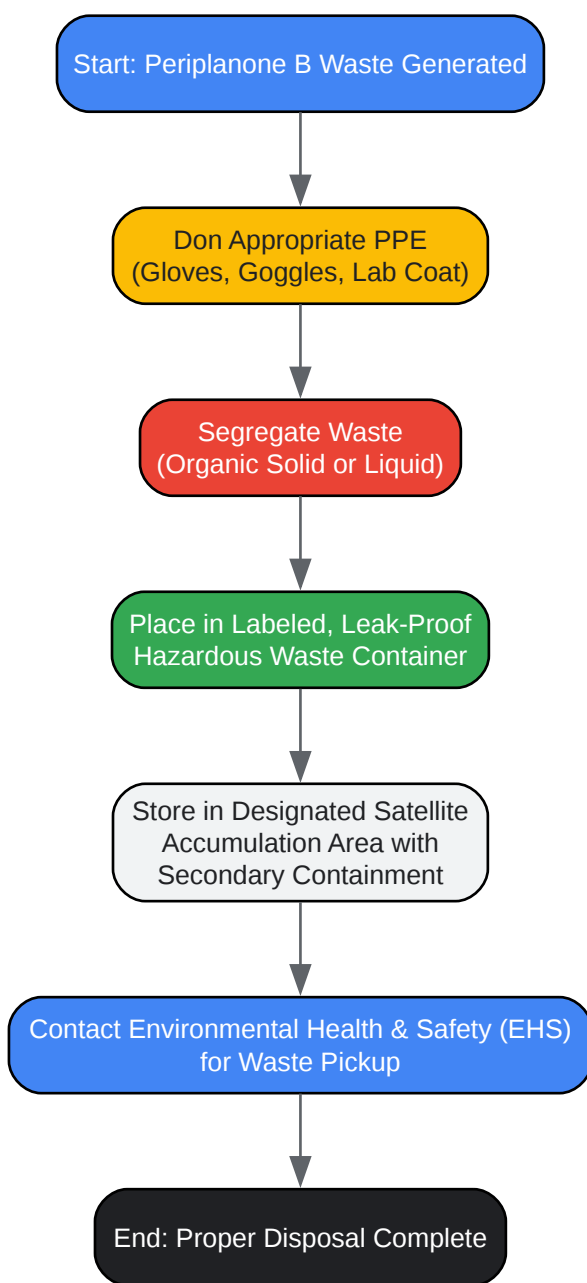 Start: Periplanone B Waste Generated
Don Appropriate PPE
(Gloves, Goggles, Lab Coat)
Segregate Waste
(Organic Solid or Liquid)
Place in Labeled, Leak-Proof
Hazardous Waste Container
Store in Designated Satellite
Accumulation Area with
Secondary Containment
Contact Environmental Health & Safety (EHS)
for Waste Pickup
End: Proper Disposal Complete